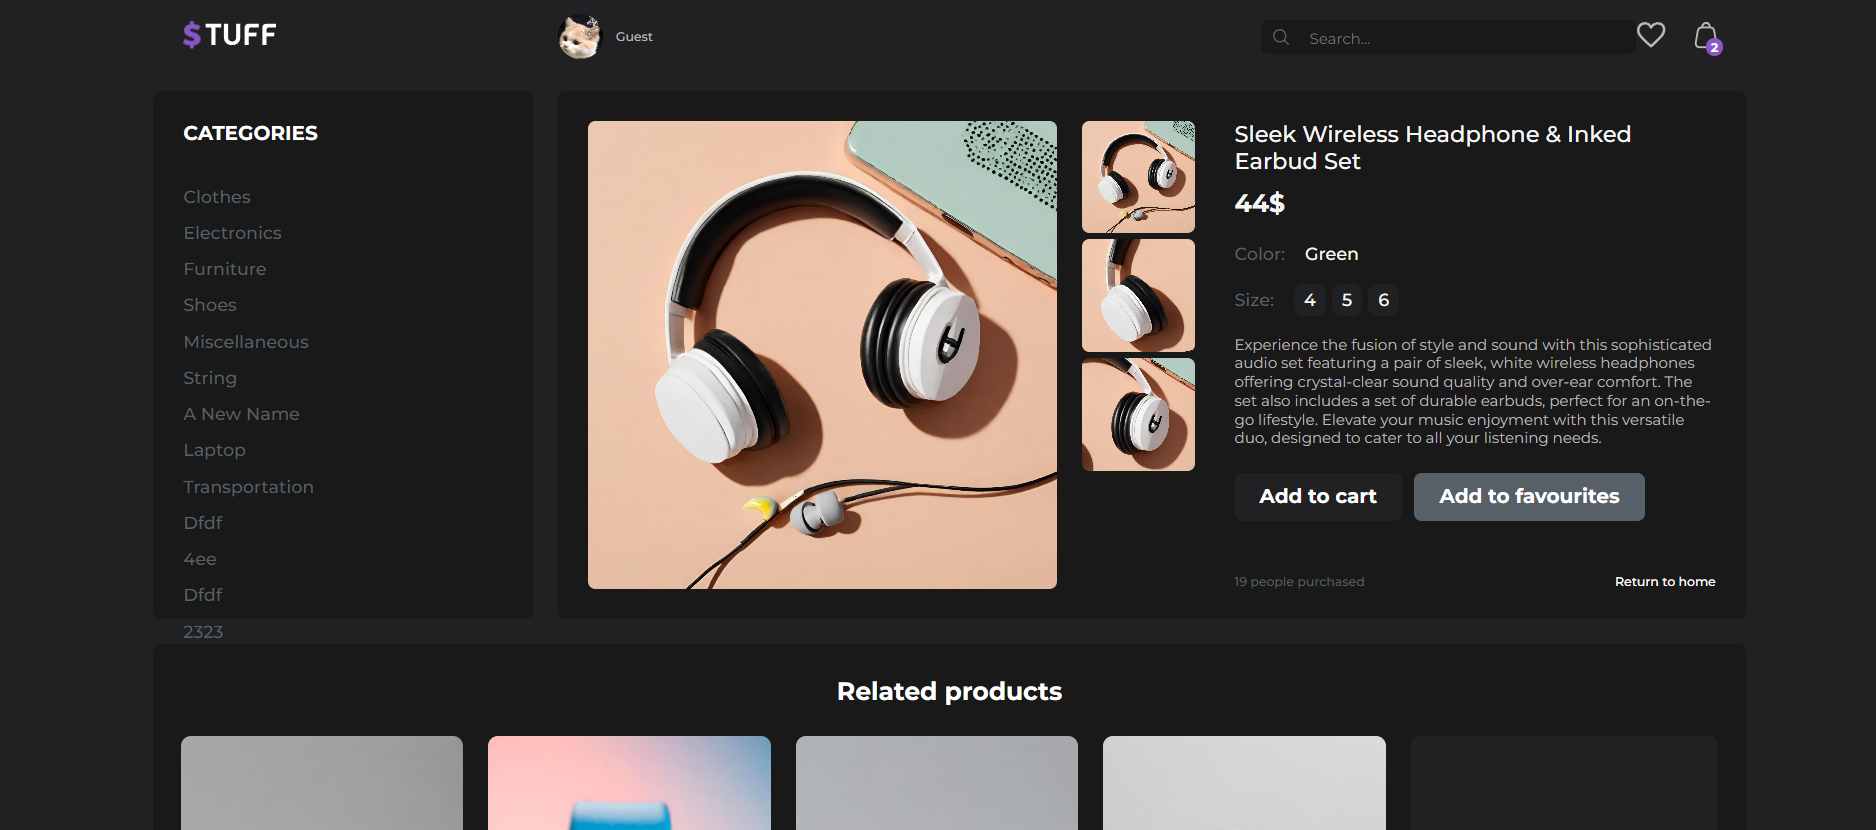 $TUFF
Guest
Search...
2
CATEGORIES
Clothes
Electronics
Furniture
Shoes
Miscellaneous
String
A New Name
Laptop
Transportation
Dfdf
4ee
Dfdf
2323
Sleek Wireless Headphone & Inked
Earbud Set
44$
Color: Green
Size: 4 5 6
Experience the fusion of style and sound with this sophisticated
audio set featuring a pair of sleek, white wireless headphones
offering crystal-clear sound quality and over-ear comfort. The
set also includes a set of durable earbuds, perfect for an on-the-
go lifestyle. Elevate your music enjoyment with this versatile
duo, designed to cater to all your listening needs.
Add to cart
Add to favourites
19 people purchased
Return to home
Related products